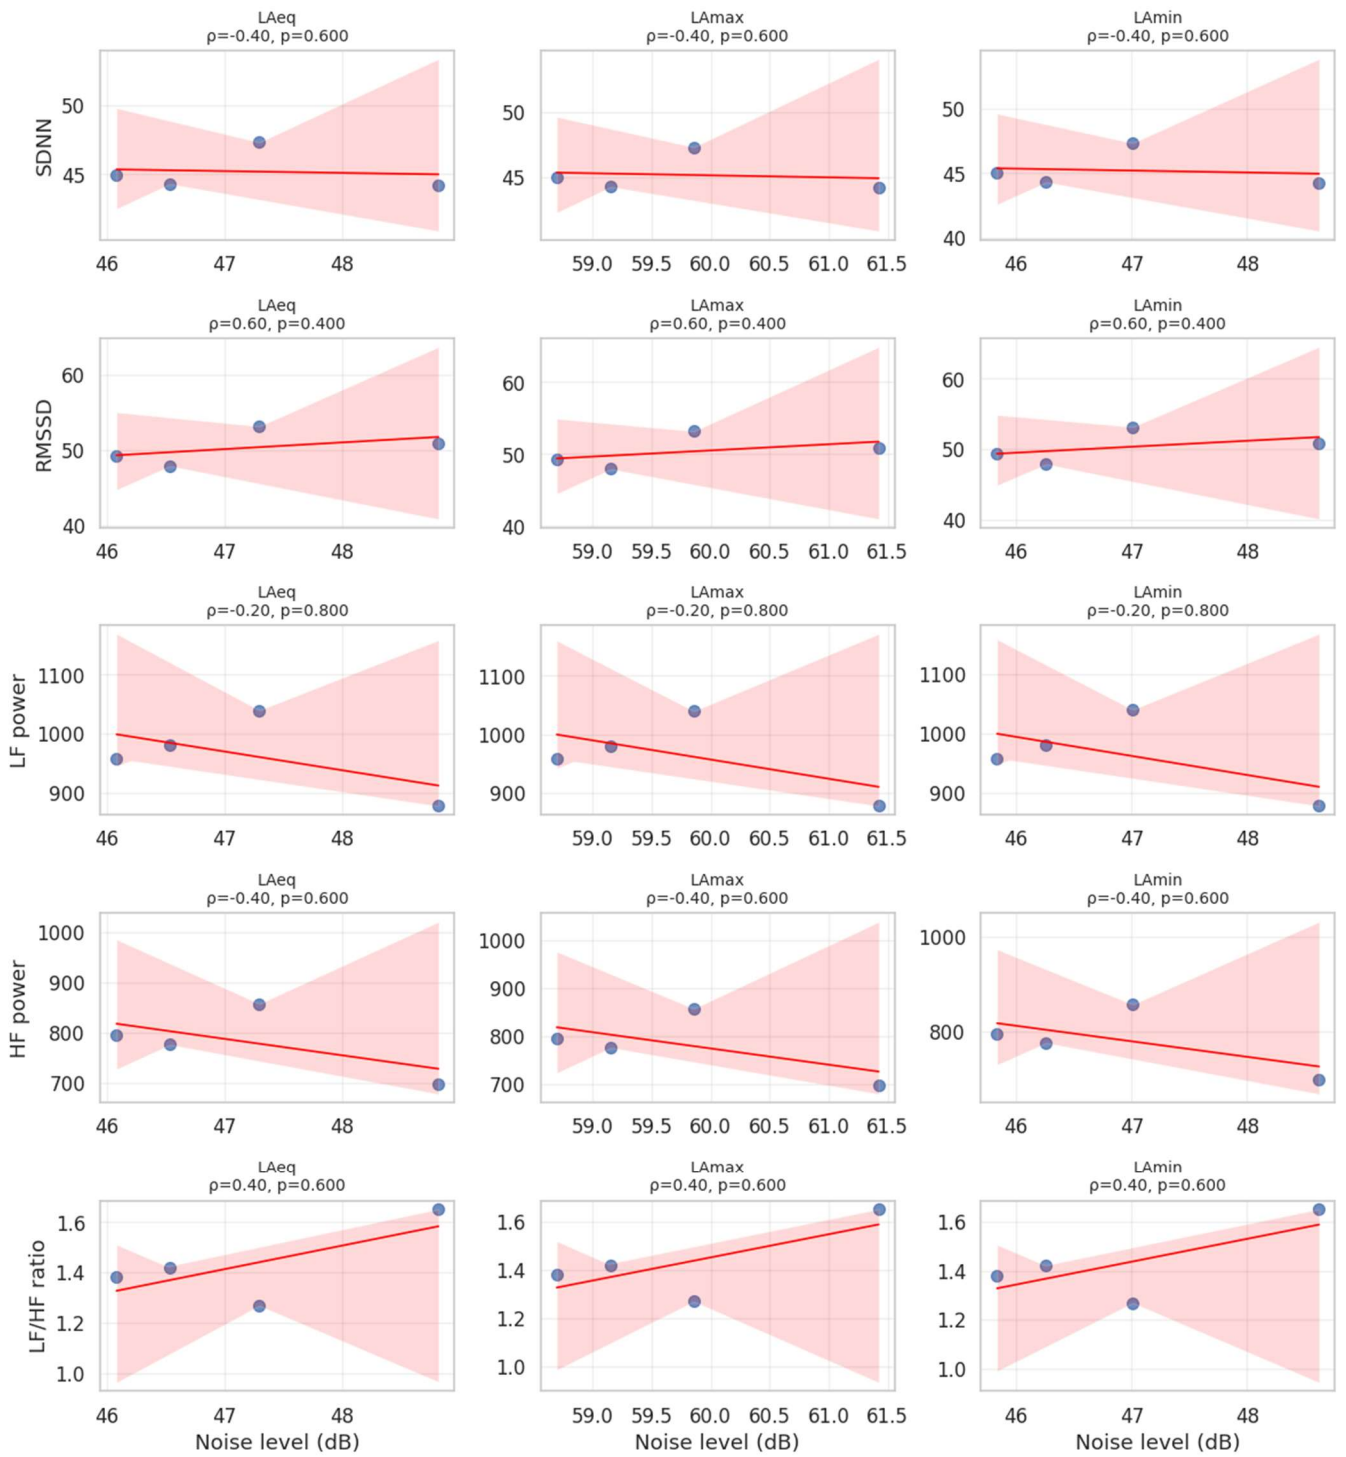 LAeq
ρ=-0.40, p=0.600
LAmax
ρ=-0.40, p=0.600
LAmin
ρ=-0.40, p=0.600
SDNN
50
45
46 47 48
50
45
59.0 59.5 60.0 60.5 61.0 61.5
50
45
40
46 47 48
LAeq
ρ=0.60, p=0.400
LAmax
ρ=0.60, p=0.400
LAmin
ρ=0.60, p=0.400
RMSSD
60
50
40
46 47 48
60
50
40
59.0 59.5 60.0 60.5 61.0 61.5
60
50
40
46 47 48
LAeq
ρ=-0.20, p=0.800
LAmax
ρ=-0.20, p=0.800
LAmin
ρ=-0.20, p=0.800
LF power
1100
1000
900
46 47 48
1100
1000
900
59.0 59.5 60.0 60.5 61.0 61.5
1100
1000
900
46 47 48
LAeq
ρ=-0.40, p=0.600
LAmax
ρ=-0.40, p=0.600
LAmin
ρ=-0.40, p=0.600
HF power
1000
900
800
700
46 47 48
1000
900
800
700
59.0 59.5 60.0 60.5 61.0 61.5
1000
800
46 47 48
LAeq
ρ=0.40, p=0.600
LAmax
ρ=0.40, p=0.600
LAmin
ρ=0.40, p=0.600
LF/HF ratio
1.6
1.4
1.2
1.0
46 47 48
Noise level (dB)
1.6
1.4
1.2
1.0
59.0 59.5 60.0 60.5 61.0 61.5
Noise level (dB)
1.6
1.4
1.2
1.0
46 47 48
Noise level (dB)